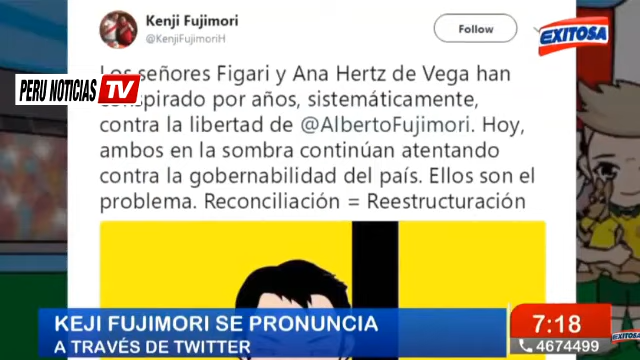 Kenji Fujimori
@KenjiFujimoriH
Follow
EXITOSA
PERU NOTICIAS TV
Los señores Figari y Ana Hertz de Vega han
conspirado por años, sistemáticamente,
contra la libertad de @AlbertoFujimori. Hoy,
ambos en la sombra continúan atentando
contra la gobernabilidad del país. Ellos son el
problema. Reconciliación = Reestructuración
KEJI FUJIMORI SE PRONUNCIA
A TRAVÉS DE TWITTER
7:18
4674499
EXITOSA